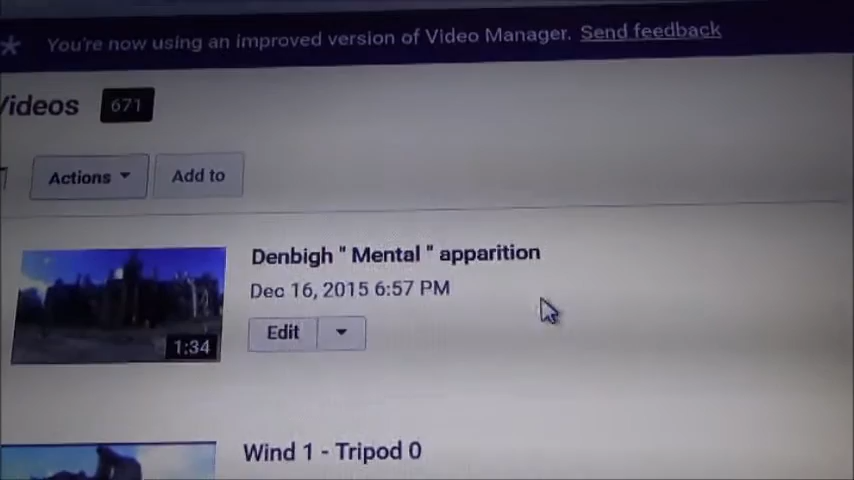 You're now using an improved version of Video Manager. Send feedback
Videos 671
Actions Add to
Denbigh " Mental " apparition
Dec 16, 2015 6:57 PM
1:34
Edit
Wind 1 - Tripod 0